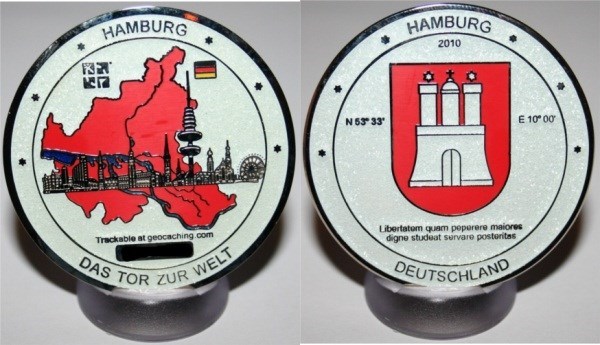 HAMBURG
Trackable at geocaching.com
DAS TOR ZUR WELT
HAMBURG
2010
N 53° 33'
E 10° 00'
Libertatem quam peperere maiores
digne studeat servare posteritas
DEUTSCHLAND